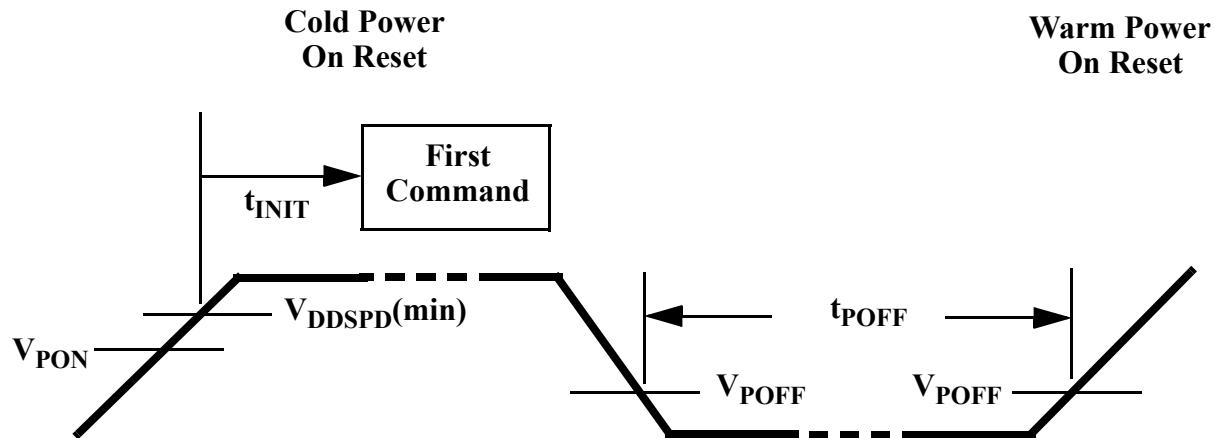 Cold Power
On Reset
Warm Power
On Reset
First
Command
tINIT
VDDSPD(min)
tPOFF
VPON
VPOFF
VPOFF